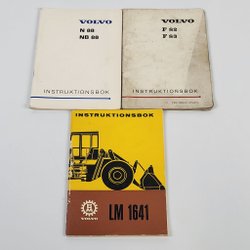 VOLVO
N 88
NB 88
INSTRUKTIONSBOK
VOLVO
F 82
F 83
INSTRUKTIONSBOK
INSTRUKTIONSBOK
LM 1641
VOLVO